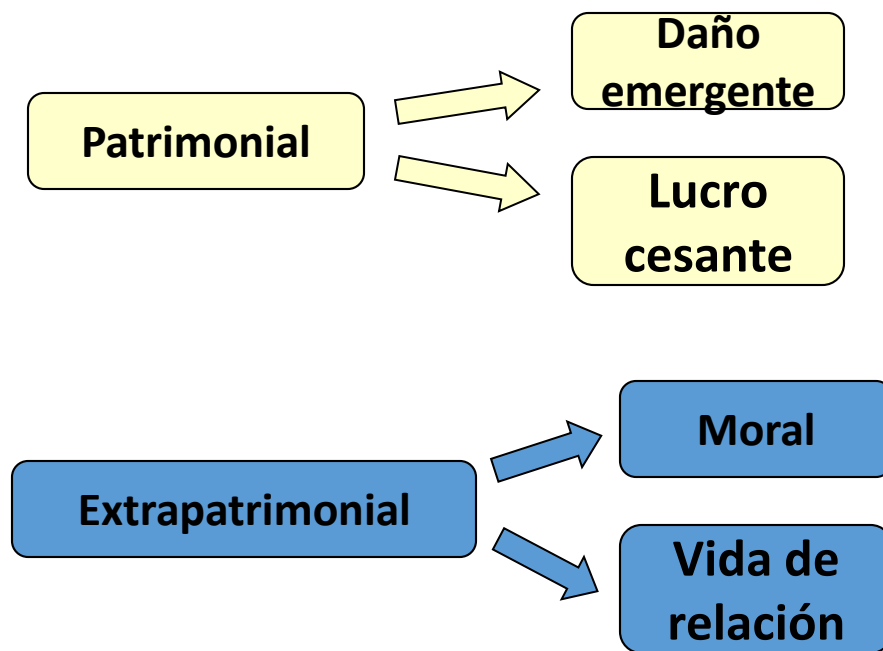 Daño
emergente
Patrimonial
Lucro
cesante
Moral
Extrapatrimonial
Vida de
relación